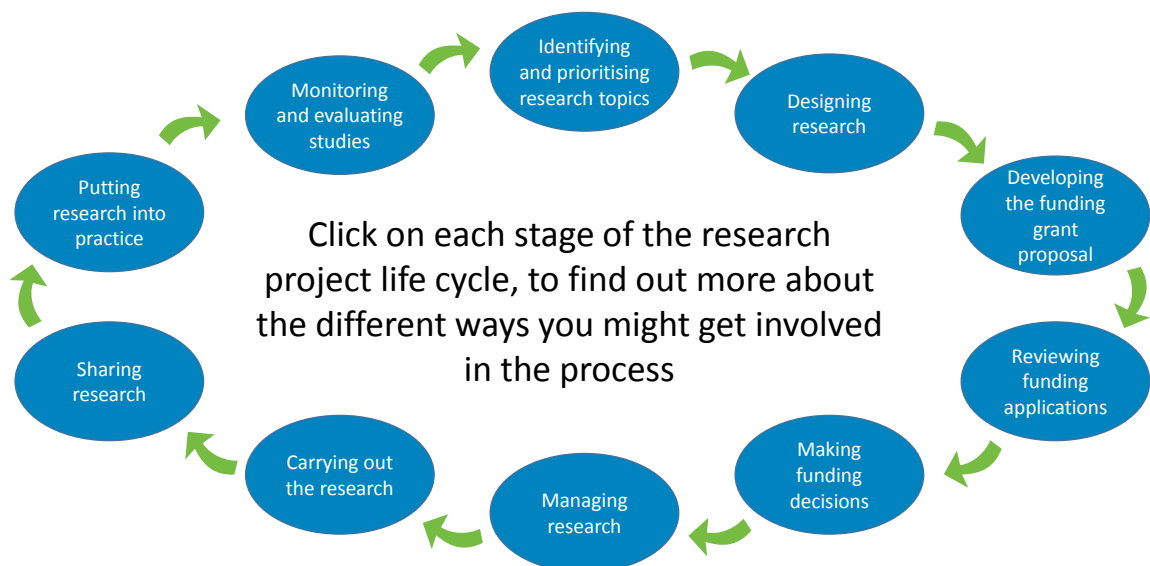 Identifying
and prioritising
research topics
Designing
research
Developing
the funding
grant
proposal
Reviewing
funding
applications
Making
funding
decisions
Managing
research
Carrying out
the research
Sharing
research
Putting
research into
practice
Monitoring
and evaluating
studies
Click on each stage of the research
project life cycle, to find out more about
the different ways you might get involved
in the process